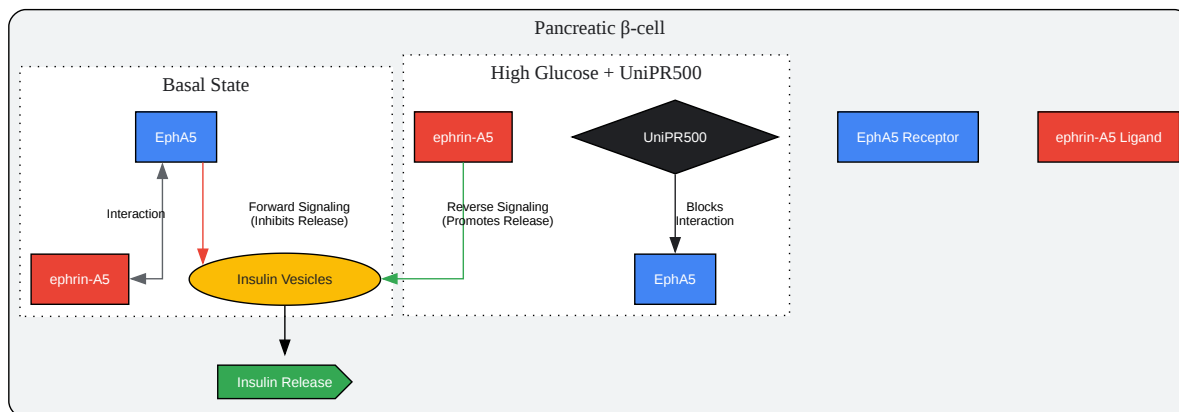 Pancreatic β-cell
Basal State
High Glucose + UniPR500
EphA5
ephrin-A5
UniPR500
EphA5 Receptor
ephrin-A5 Ligand
Interaction
Forward Signaling
(Inhibits Release)
Reverse Signaling
(Promotes Release)
Blocks
Interaction
ephrin-A5
Insulin Vesicles
EphA5
Insulin Release